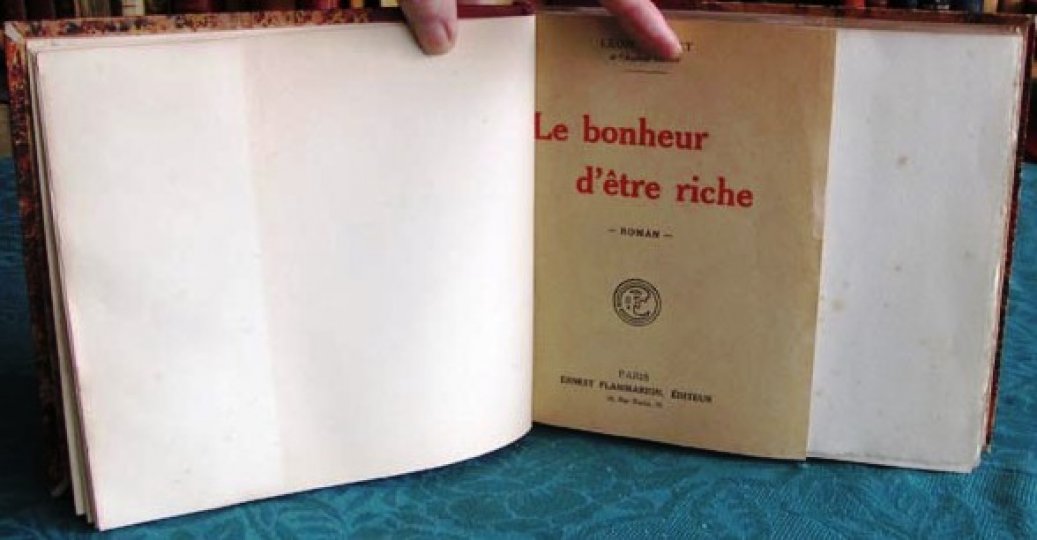 Le bonheur
d'être riche
— ROMAN —
PARIS
ERNEST FLAMMARION, ÉDITEUR